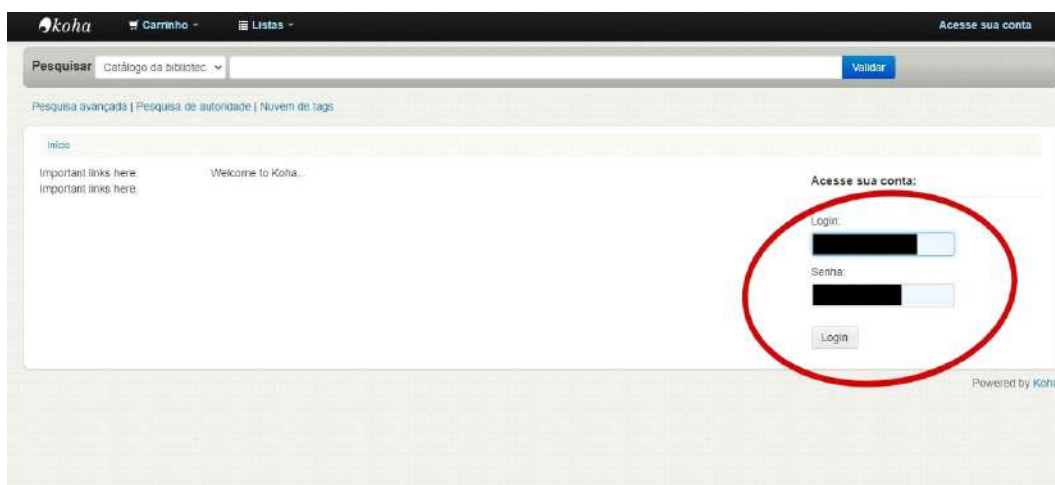 koha Carrinho Listas Acesse sua conta
Pesquisar Catálogo da bibliotec Validar
Pesquisa avançada | Pesquisa de autoridade | Nuvem de tags
Início
Important links here. Welcome to Koha...
Important links here.
Acesse sua conta:
Login:
Senha:
Login
Powered by Koha